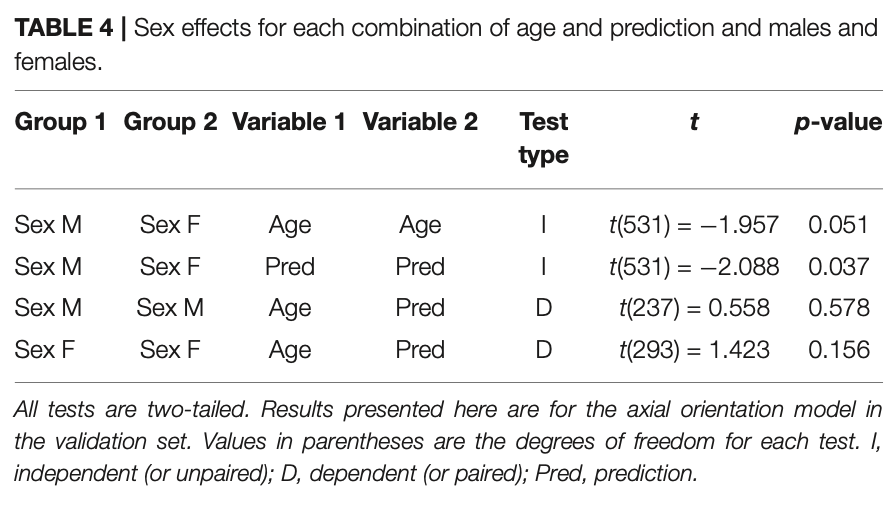 TABLE 4 | Sex effects for each combination of age and prediction and males and
females.
Group 1 Group 2 Variable 1 Variable 2 Test type t p-value
Sex M Sex F Age Age I t(531) = −1.957 0.051
Sex M Sex F Pred Pred I t(531) = −2.088 0.037
Sex M Sex M Age Pred D t(237) = 0.558 0.578
Sex F Sex F Age Pred D t(293) = 1.423 0.156
All tests are two-tailed. Results presented here are for the axial orientation model in
the validation set. Values in parentheses are the degrees of freedom for each test. I,
independent (or unpaired); D, dependent (or paired); Pred, prediction.